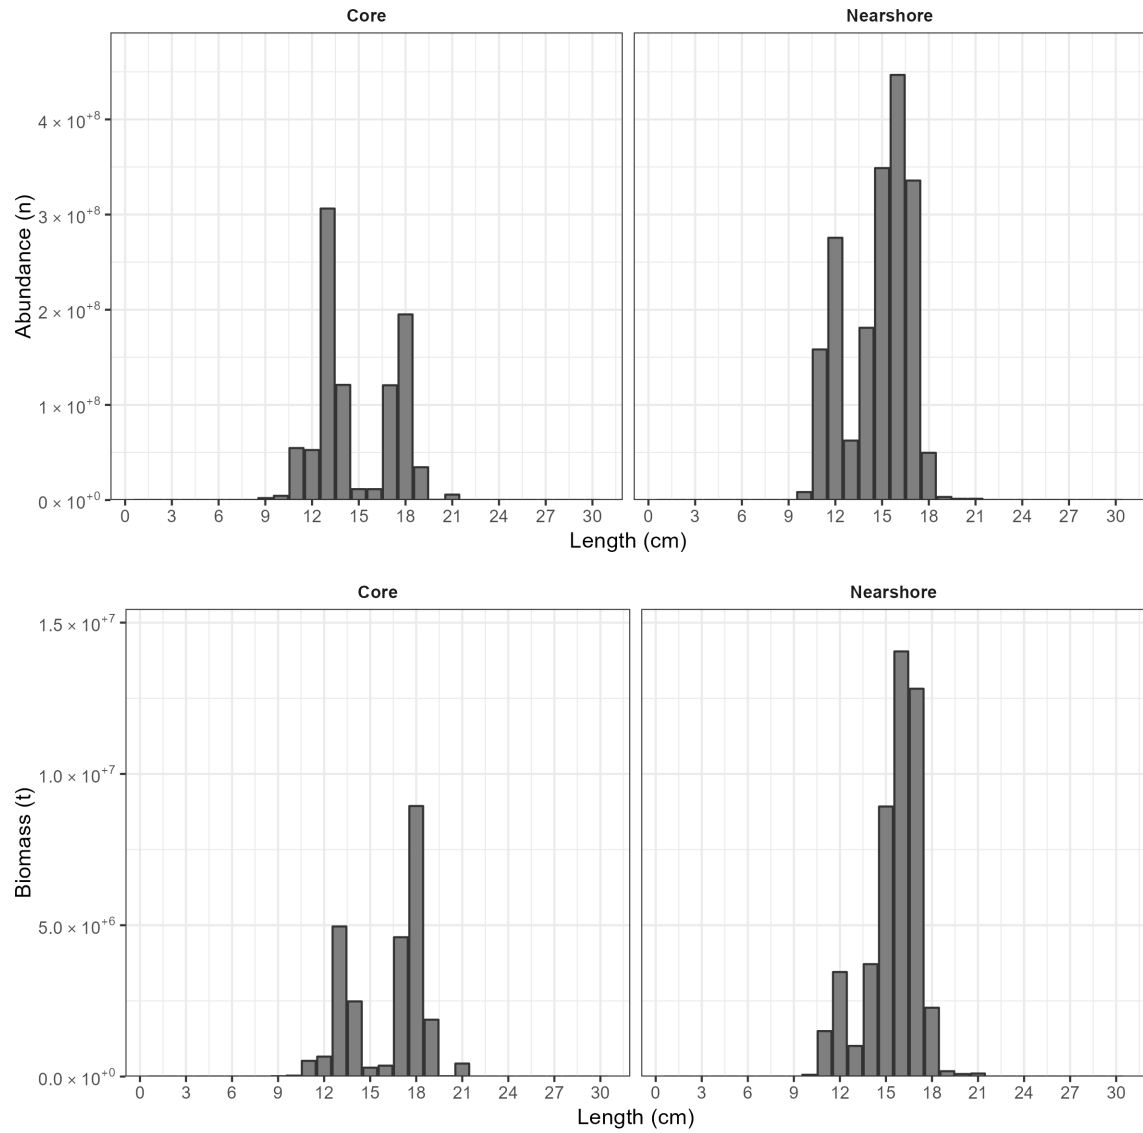 Core Nearshore
Abundance (n)
4 × 10⁺⁸
3 × 10⁺⁸
2 × 10⁺⁸
1 × 10⁺⁸
0 × 10⁺⁰
0 3 6 9 12 15 18 21 24 27 30 0 3 6 9 12 15 18 21 24 27 30
Length (cm)
Core Nearshore
Biomass (t)
1.5 × 10⁺⁷
1.0 × 10⁺⁷
5.0 × 10⁺⁶
0.0 × 10⁺⁰
0 3 6 9 12 15 18 21 24 27 30 0 3 6 9 12 15 18 21 24 27 30
Length (cm)